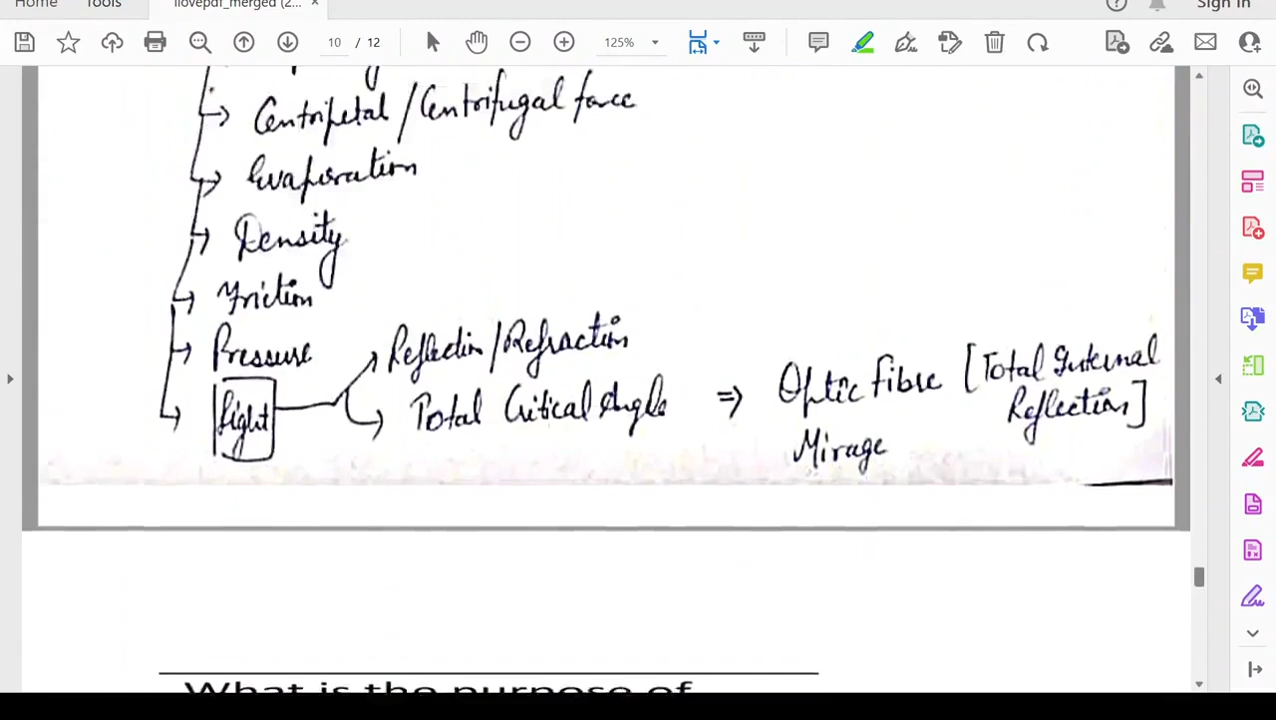 Home Tools ilovepdf_merged (2... × Sign In
10 / 12 125%
Centripetal / Centrifugal force
Evaporation
Density
Friction
Pressure
Reflection / Refraction
Light
Total Critical Angle ⇒ Optic Fibre [Total Internal
Reflection]
Mirage
What is the purpose of